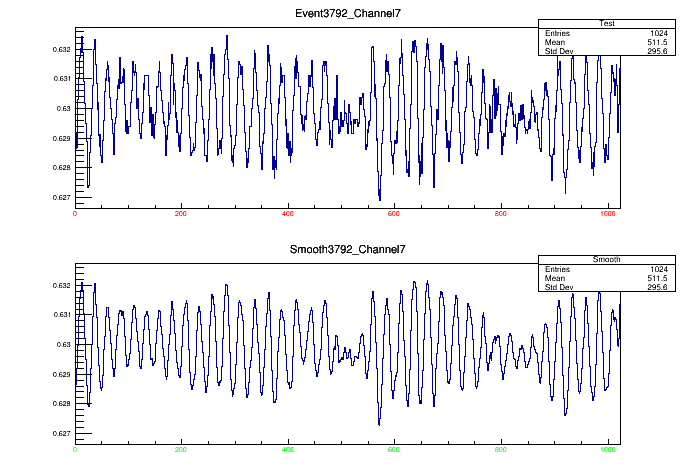 Event3792_Channel7
Test
Entries 1024
Mean 511.5
Std Dev 295.6
0.632
0.631
0.63
0.629
0.628
0.627
0 200 400 600 800 1000
Smooth3792_Channel7
Smooth
Entries 1024
Mean 511.5
Std Dev 295.6
0.632
0.631
0.63
0.629
0.628
0.627
0 200 400 600 800 1000